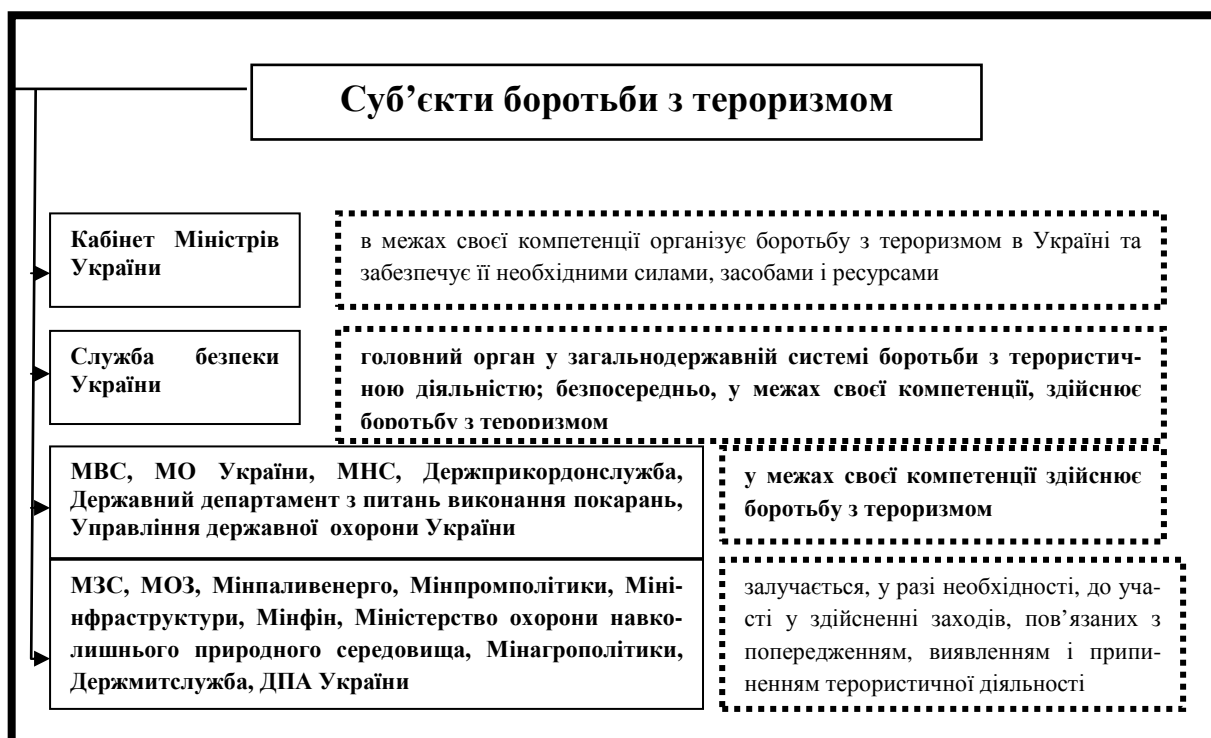 Суб’єкти боротьби з тероризмом
Кабінет Міністрів
України
в межах своєї компетенції організує боротьбу з тероризмом в Україні та
забезпечує її необхідними силами, засобами і ресурсами
Служба безпеки
України
головний орган у загальнодержавній системі боротьби з терористич-
ною діяльністю; безпосередньо, у межах своєї компетенції, здійснює
боротьбу з тероризмом
МВС, МО України, МНС, Держприкордонслужба,
Державний департамент з питань виконання покарань,
Управління державної охорони України
у межах своєї компетенції здійснює
боротьбу з тероризмом
МЗС, МОЗ, Мінпаливенерго, Мінпромполітики, Міні-
нфраструктури, Мінфін, Міністерство охорони навко-
лишнього природного середовища, Мінагрополітики,
Держмитслужба, ДПА України
залучається, у разі необхідності, до уча-
сті у здійсненні заходів, пов’язаних з
попередженням, виявленням і припи-
ненням терористичної діяльності